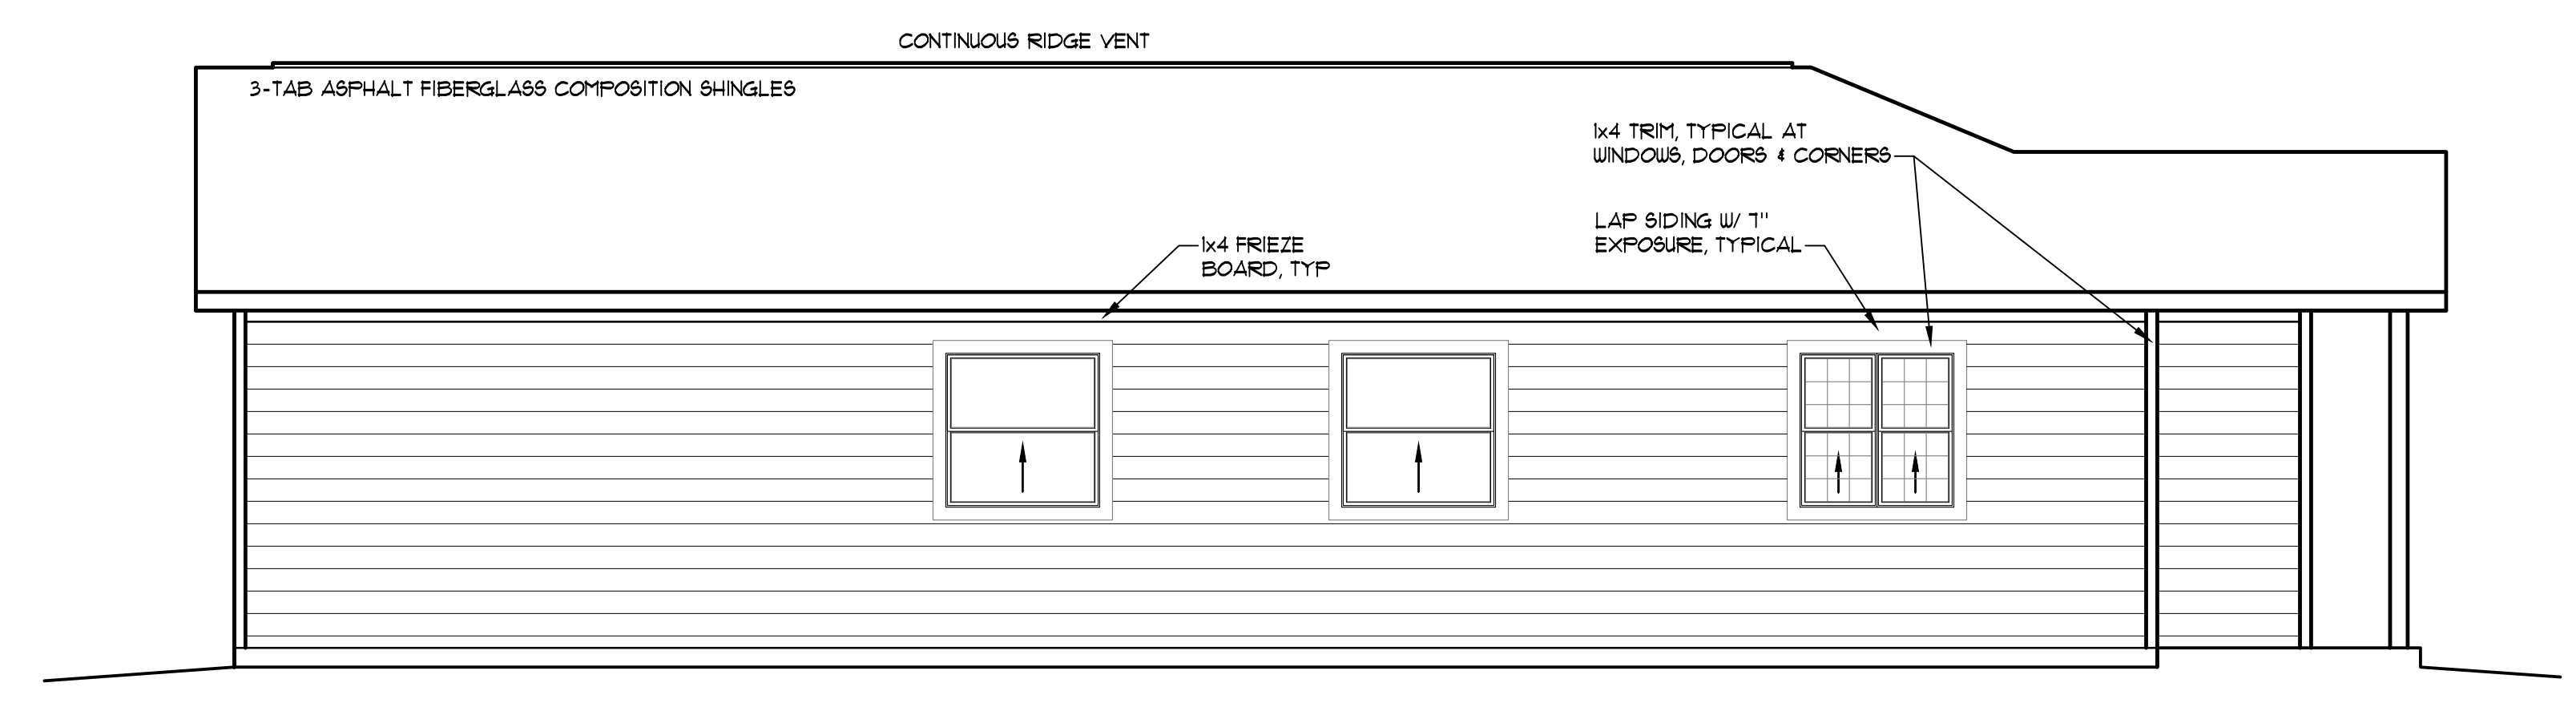 CONTINUOUS RIDGE VENT
3-TAB ASPHALT FIBERGLASS COMPOSITION SHINGLES
1x4 TRIM, TYPICAL AT
WINDOWS, DOORS & CORNERS
LAP SIDING W/ 7"
EXPOSURE, TYPICAL
1x4 FRIEZE
BOARD, TYP